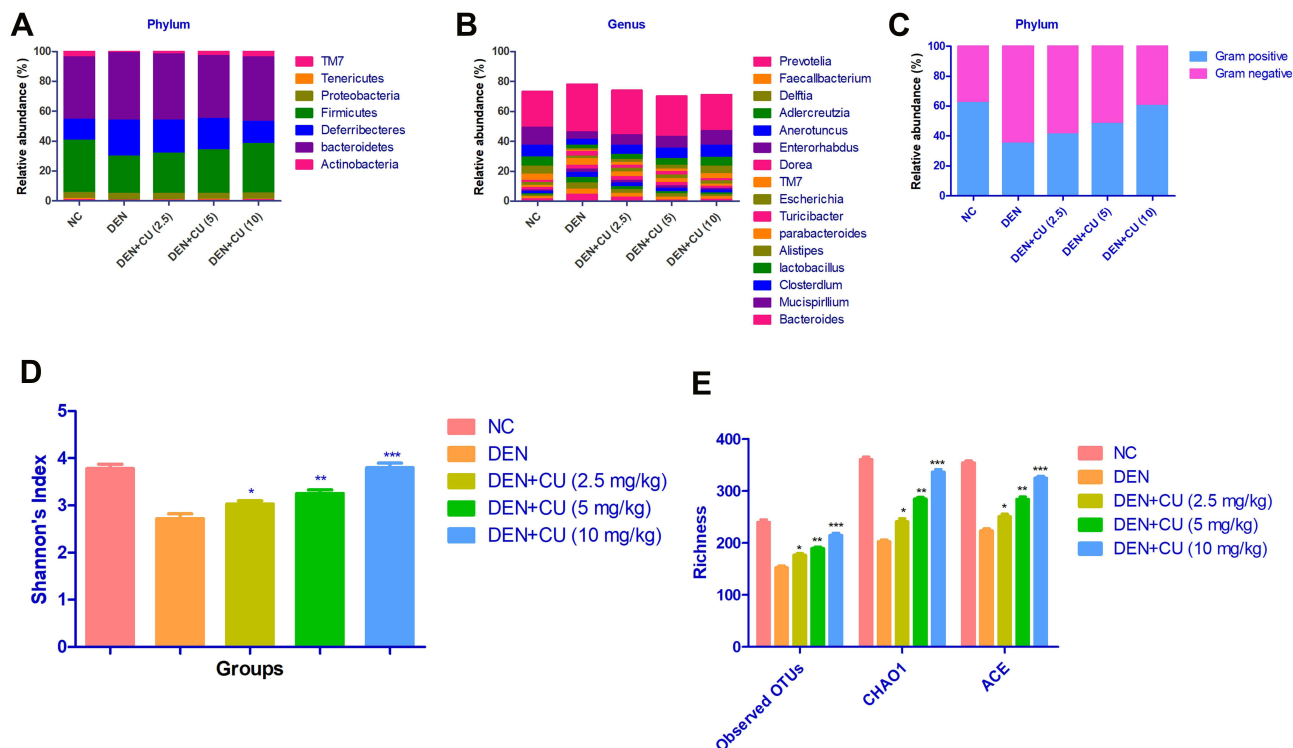 A
Phylum
Relative abundance (%)
100
80
60
40
20
0
NC
DEN
DEN+CU (2.5)
DEN+CU (5)
DEN+CU (10)
TM7
Tenericutes
Proteobacteria
Firmicutes
Deferribecteres
bacteroidetes
Actinobacteria
B
Genus
Relative abundance (%)
100
80
60
40
20
0
NC
DEN
DEN+CU (2.5)
DEN+CU (5)
DEN+CU (10)
Prevotelia
Faecallbacterium
Delftia
Adlercreutzia
Anerotuncus
Enterorhabdus
Dorea
TM7
Escherichia
Turicibacter
parabacteroides
Alistipes
lactobacillus
Closterdlum
Mucispirllium
Bacteroides
C
Phylum
Relative abundance (%)
100
80
60
40
20
0
NC
DEN
DEN+CU (2.5)
DEN+CU (5)
DEN+CU (10)
Gram positive
Gram negative
D
Shannon's Index
5
4
3
2
1
0
*
**
***
Groups
NC
DEN
DEN+CU (2.5 mg/kg)
DEN+CU (5 mg/kg)
DEN+CU (10 mg/kg)
E
Richness
400
300
200
100
0
*
**
***
*
**
***
*
**
***
Observed OTUs
CHAO1
ACE
NC
DEN
DEN+CU (2.5 mg/kg)
DEN+CU (5 mg/kg)
DEN+CU (10 mg/kg)